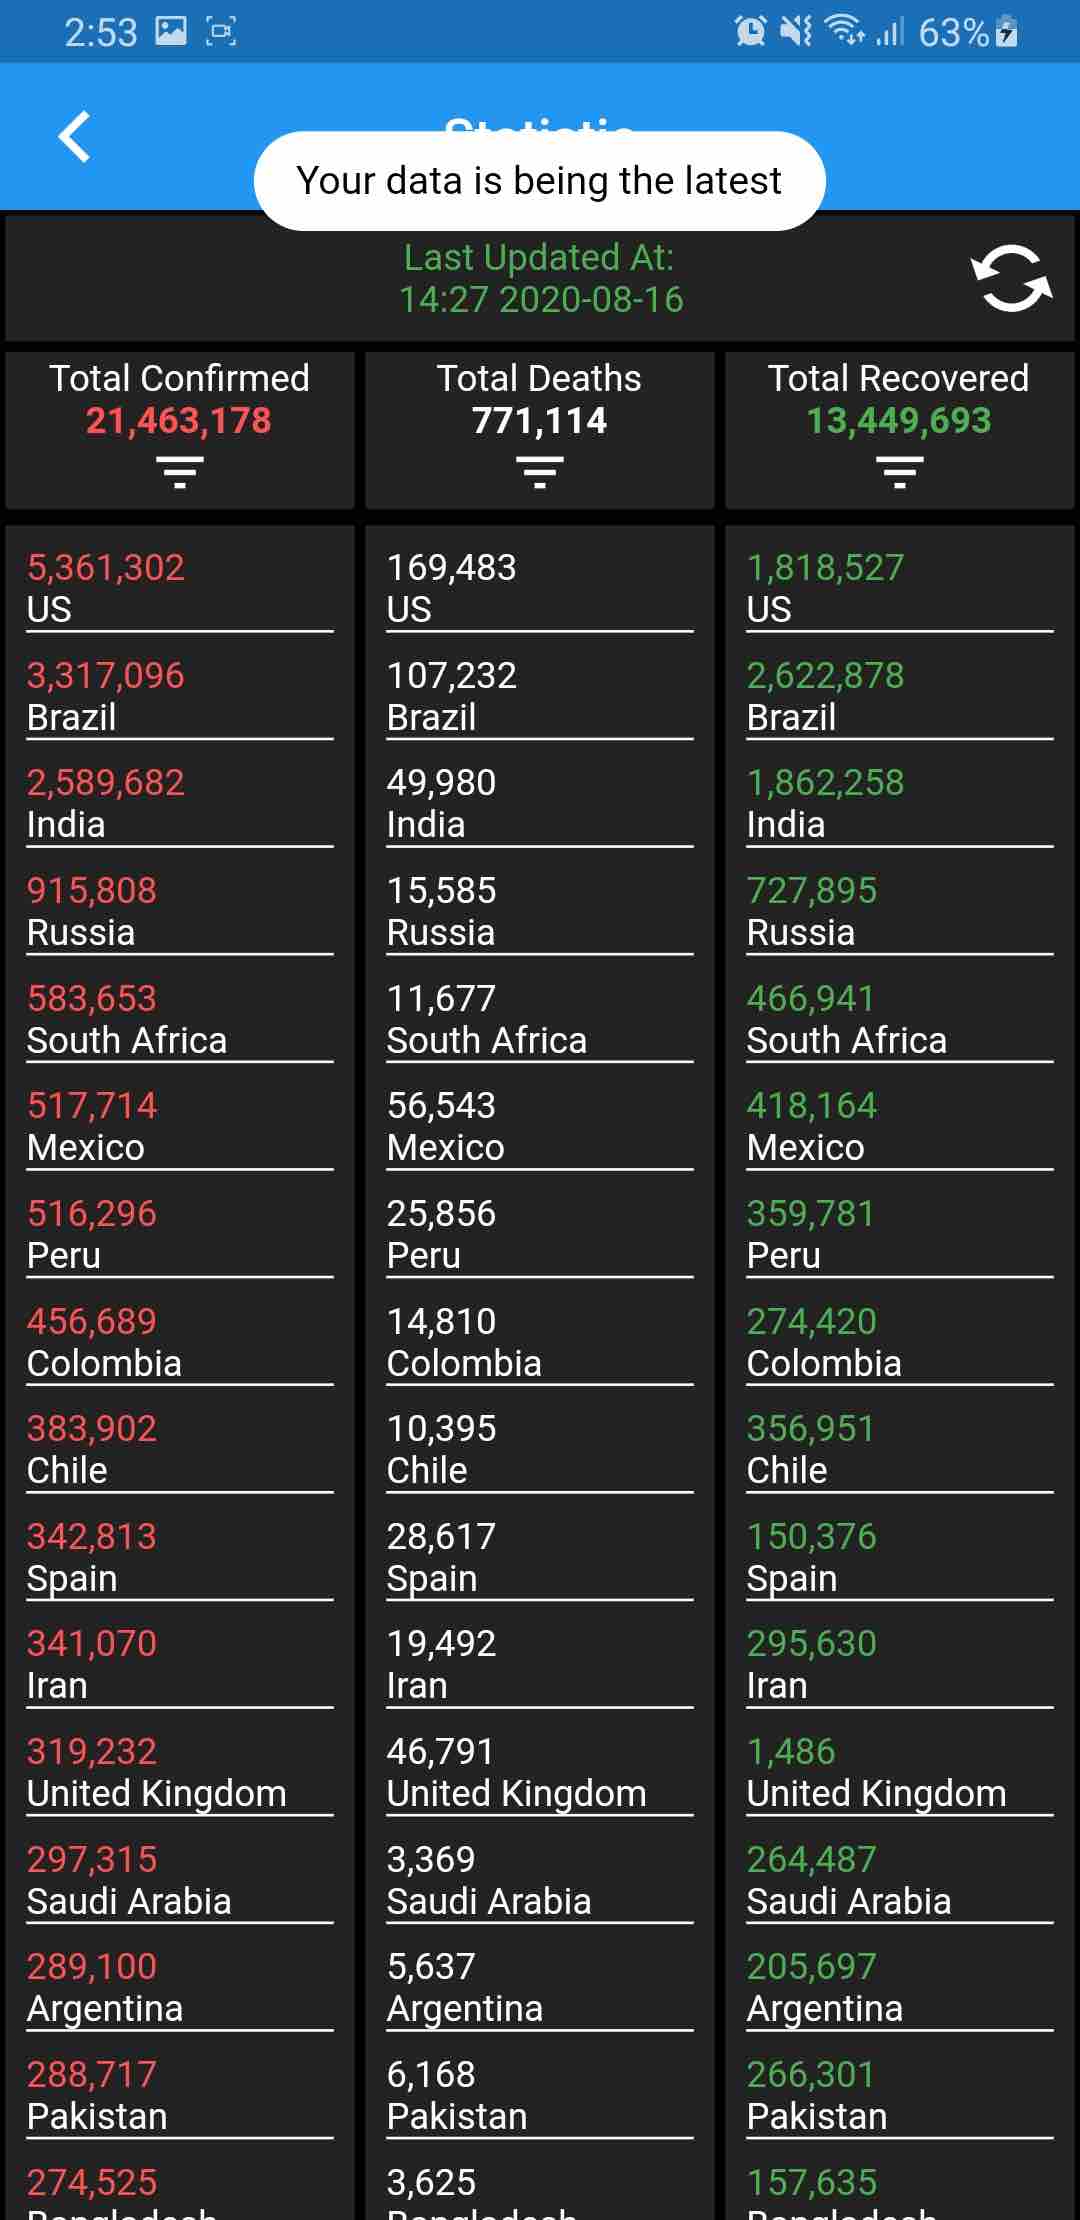 2:53
63%
Statistic
Your data is being the latest
Last Updated At:
14:27 2020-08-16
Total Confirmed
21,463,178
Total Deaths
771,114
Total Recovered
13,449,693
5,361,302
US
169,483
US
1,818,527
US
3,317,096
Brazil
107,232
Brazil
2,622,878
Brazil
2,589,682
India
49,980
India
1,862,258
India
915,808
Russia
15,585
Russia
727,895
Russia
583,653
South Africa
11,677
South Africa
466,941
South Africa
517,714
Mexico
56,543
Mexico
418,164
Mexico
516,296
Peru
25,856
Peru
359,781
Peru
456,689
Colombia
14,810
Colombia
274,420
Colombia
383,902
Chile
10,395
Chile
356,951
Chile
342,813
Spain
28,617
Spain
150,376
Spain
341,070
Iran
19,492
Iran
295,630
Iran
319,232
United Kingdom
46,791
United Kingdom
1,486
United Kingdom
297,315
Saudi Arabia
3,369
Saudi Arabia
264,487
Saudi Arabia
289,100
Argentina
5,637
Argentina
205,697
Argentina
288,717
Pakistan
6,168
Pakistan
266,301
Pakistan
274,525
Bangladesh
3,625
Bangladesh
157,635
Bangladesh